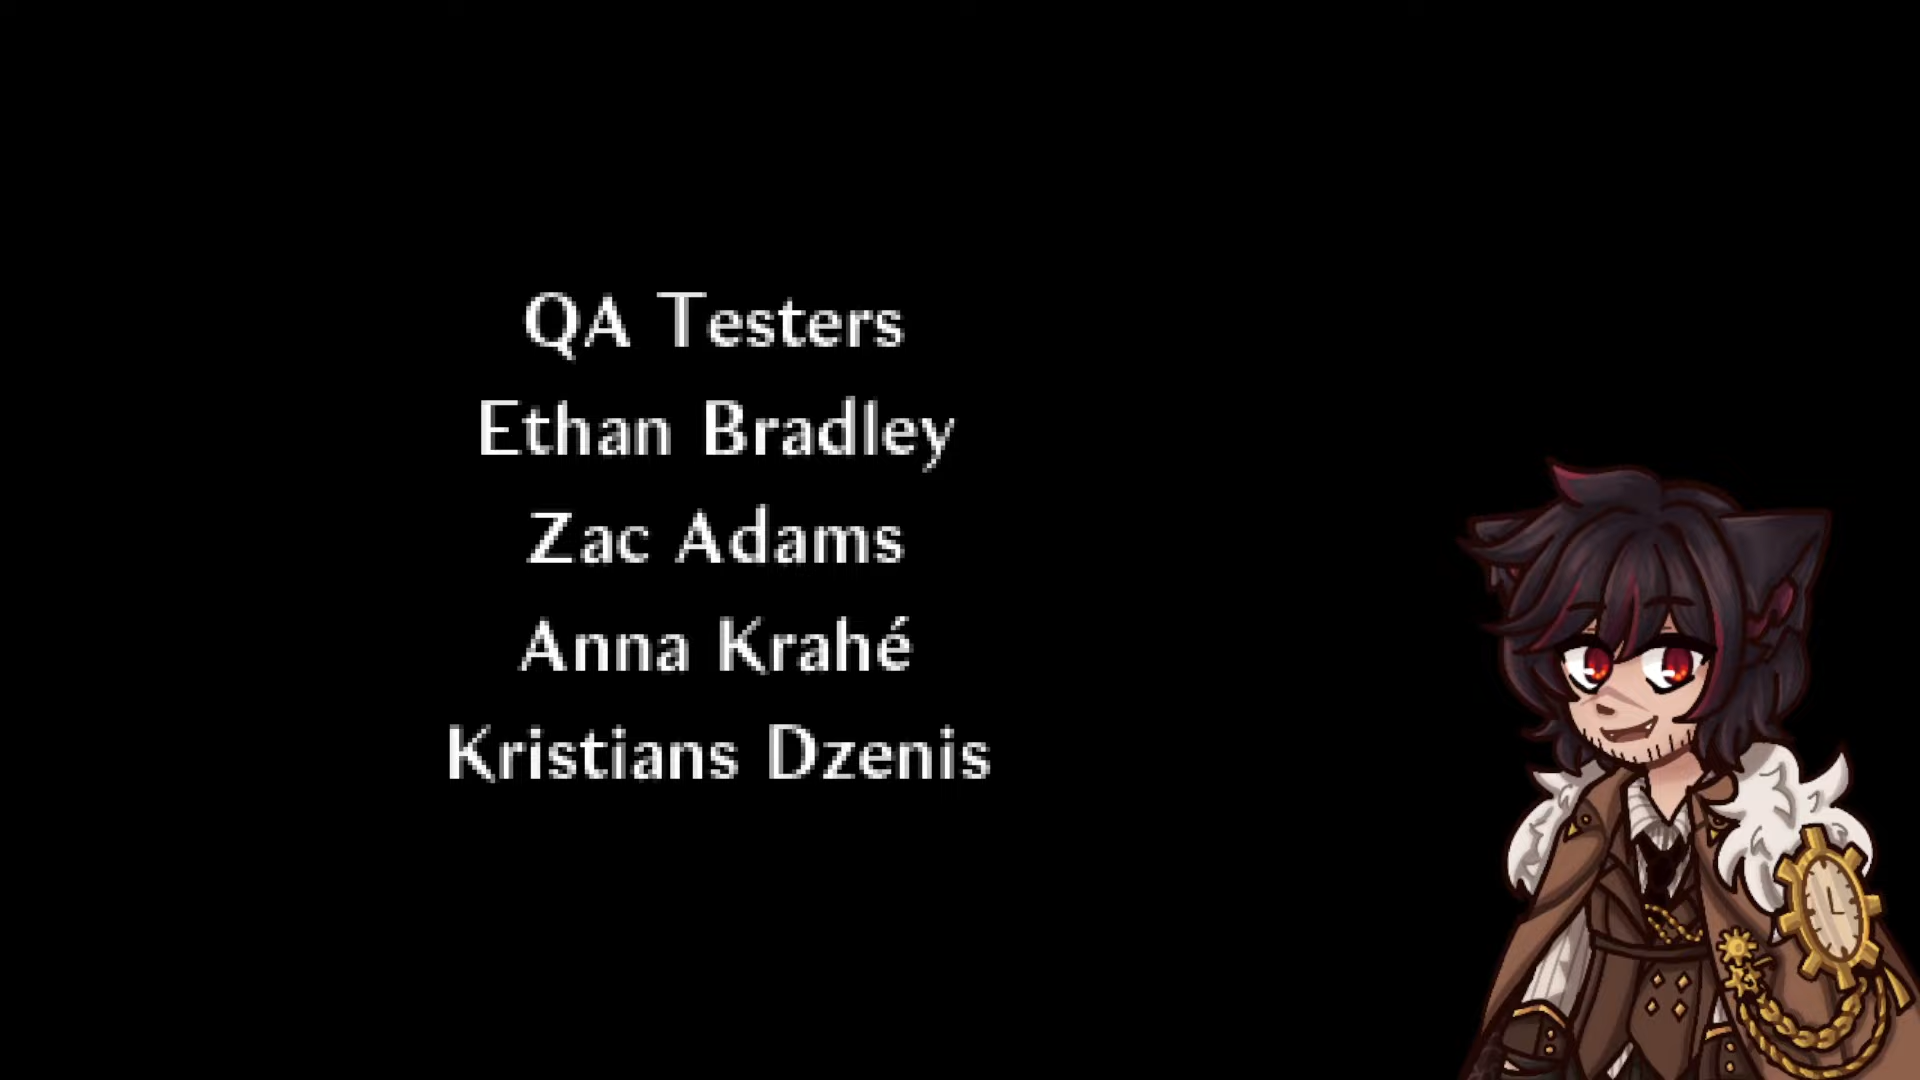 QA Testers
Ethan Bradley
Zac Adams
Anna Krahé
Kristians Dzenis